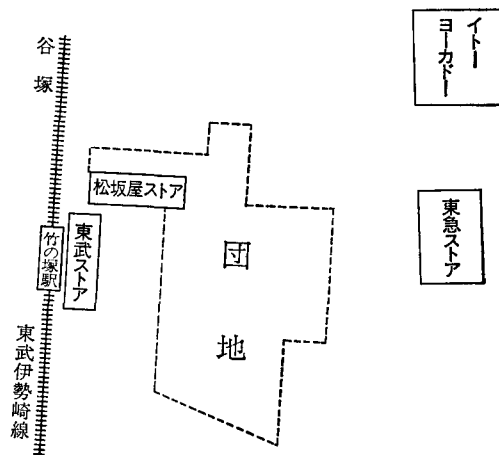 谷塚
竹の塚駅
東武伊勢崎線
東武ストア
松坂屋ストア
団地
イトー
ヨーカドー
東急ストア